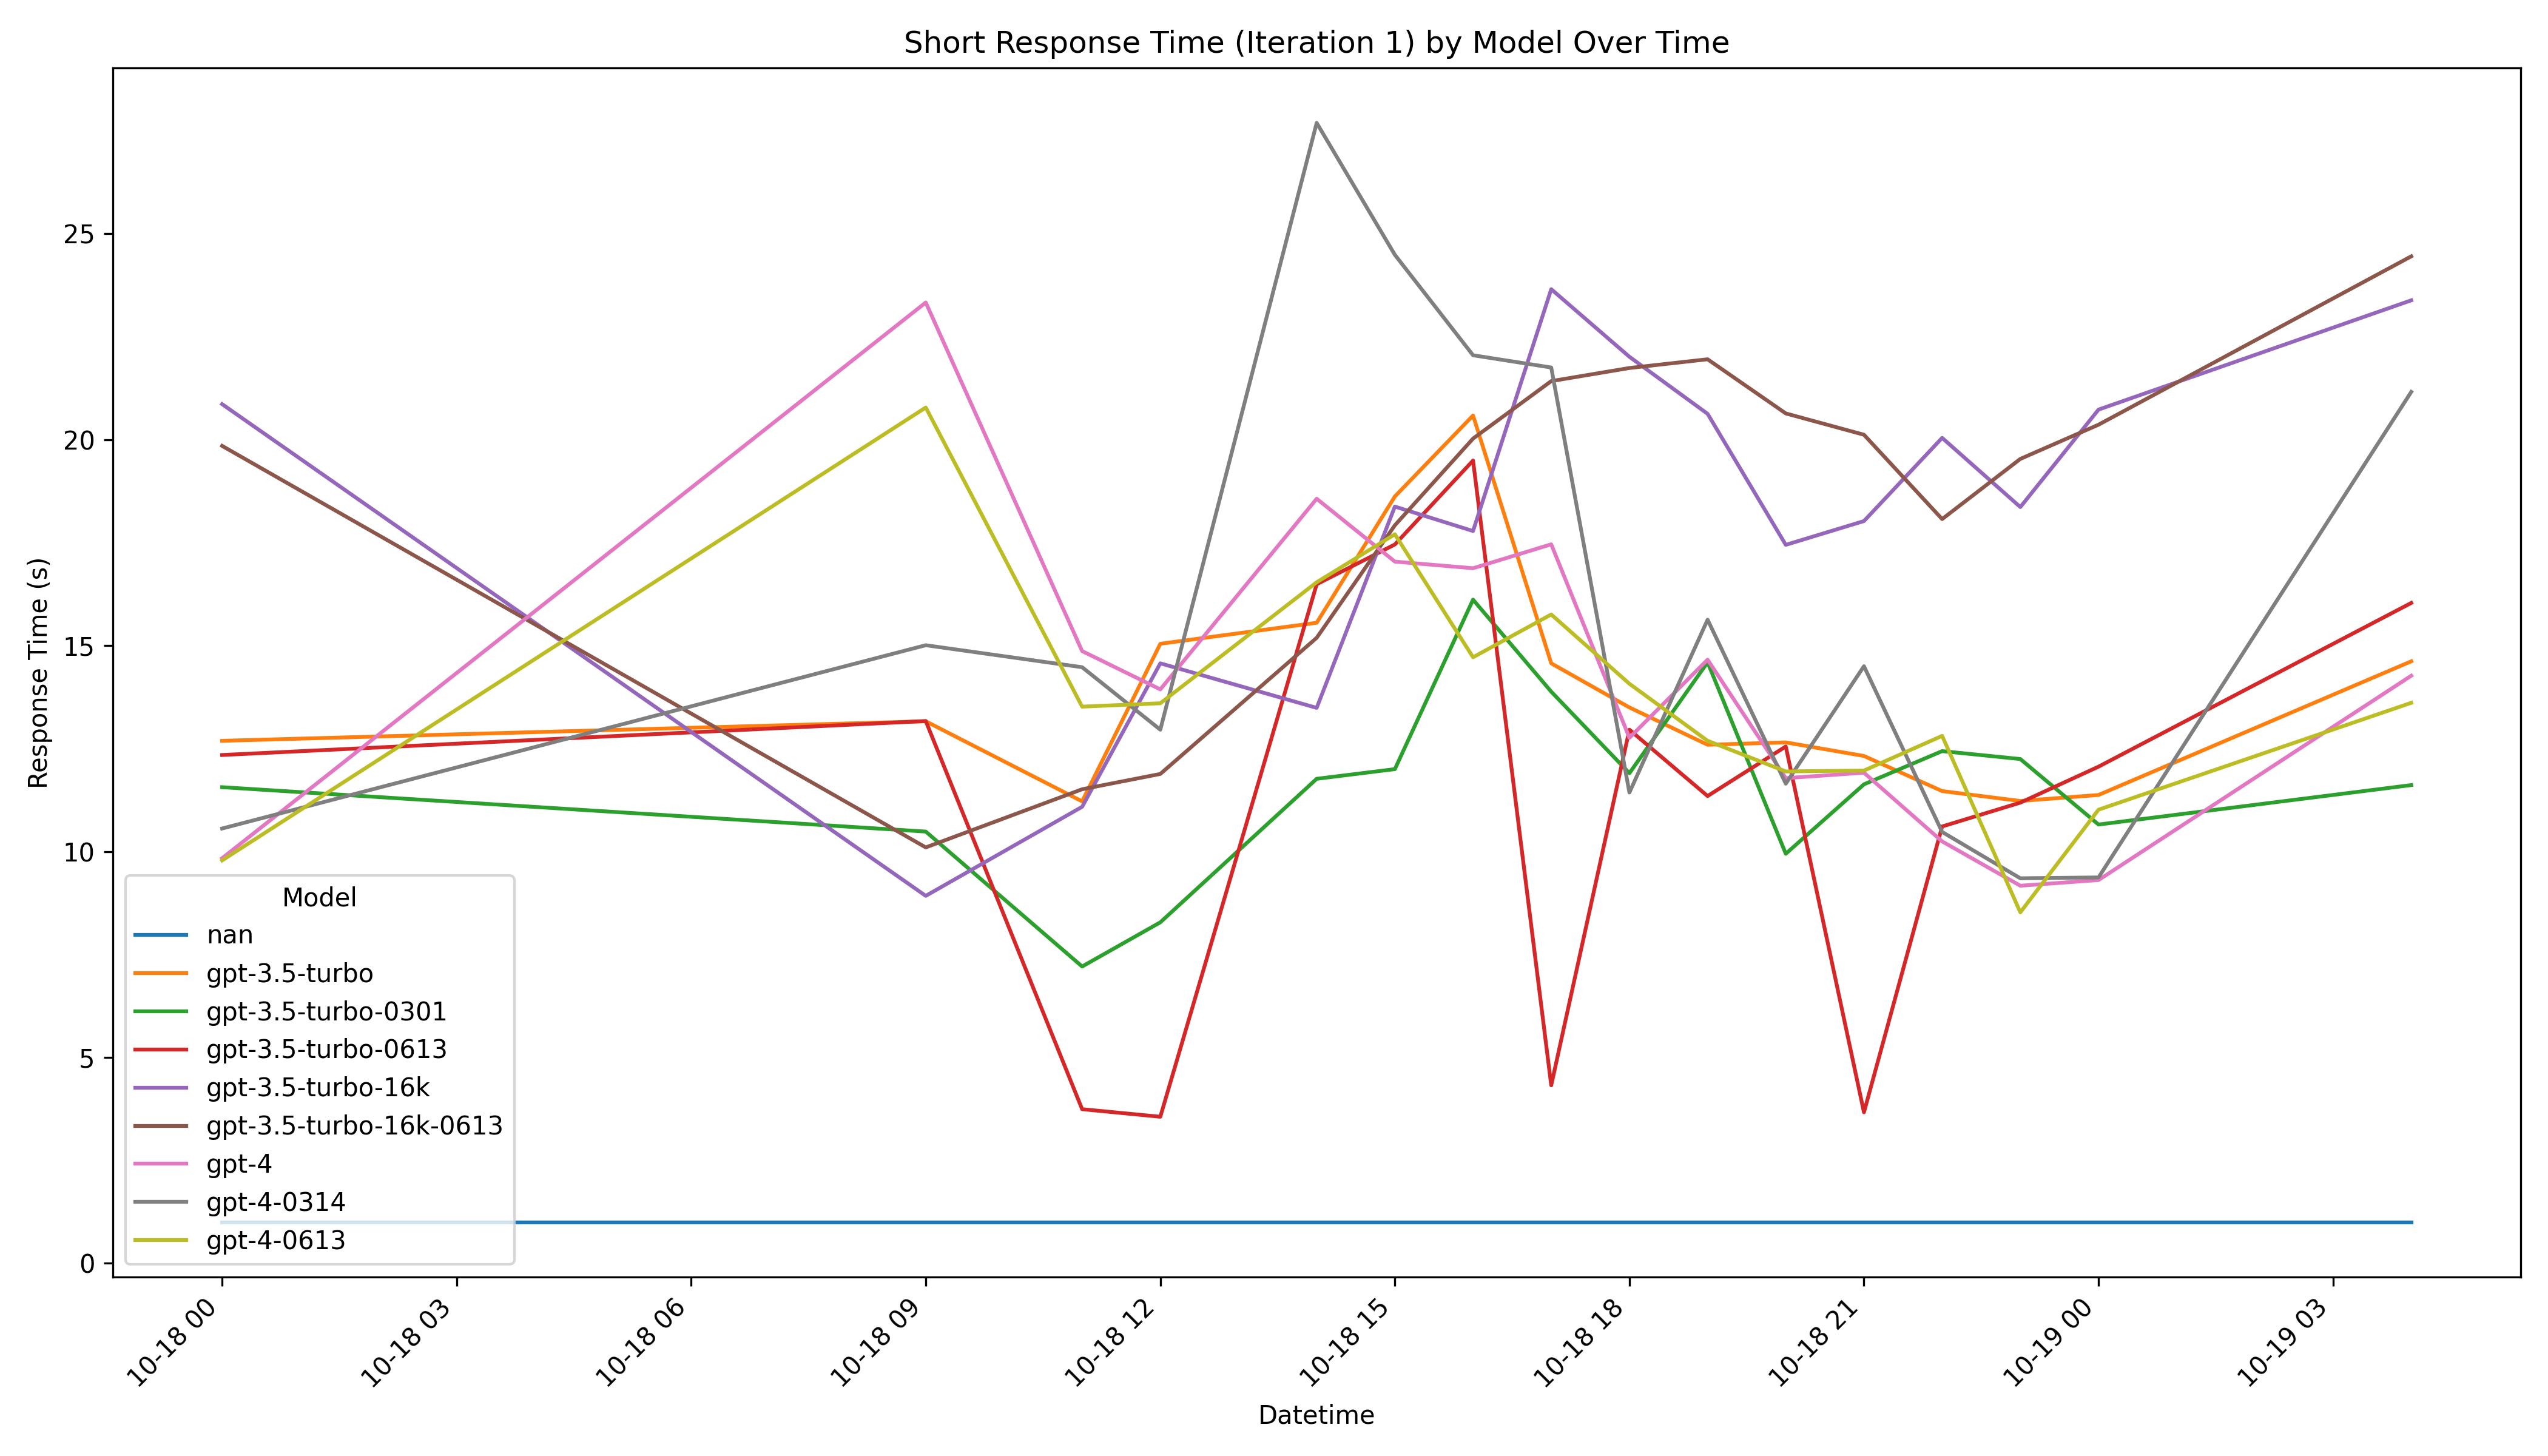 Short Response Time (Iteration 1) by Model Over Time
Response Time (s)
25
20
15
10
5
0
Model
nan
gpt-3.5-turbo
gpt-3.5-turbo-0301
gpt-3.5-turbo-0613
gpt-3.5-turbo-16k
gpt-3.5-turbo-16k-0613
gpt-4
gpt-4-0314
gpt-4-0613
10-18 00
10-18 03
10-18 06
10-18 09
10-18 12
10-18 15
10-18 18
10-18 21
10-19 00
10-19 03
Datetime